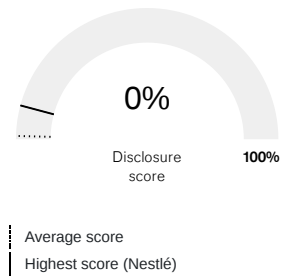 0%
Disclosure
score
100%
Average score
Highest score (Nestlé)